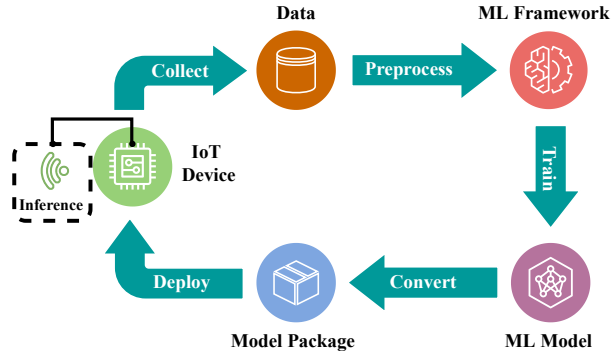 Data
ML Framework
Collect
Preprocess
IoT
Device
Inference
Train
Deploy
Convert
Model Package
ML Model